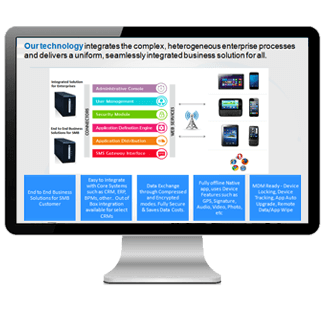 Our technology integrates the complex, heterogeneous enterprise processes
and delivers a uniform, seamlessly integrated business solution for all.
Integrated Solution
for Enterprises
End to End Business
Solutions for SMB
CONNECTORS
Administration Console
User Management
Security Module
Application Definition Engine
Application Distribution
SMS Gateway Interface
WEB SERVICES
End to End Business
Solutions for SMB
Customer
Easy to Integrate
with Core Systems
such as CRM, ERP,
BPMs, other, Out of
Box integration
available for select
CRMs
Data Exchange
through Compressed
and Encrypted
modes. Fully Secure
& Saves Data Costs
Fully offline Native
app, uses Device
Features such as
GPS, Signature,
Audio, Video, Photo,
etc
MDM Ready - Device
Locking, Device
Tracking, App Auto
Upgrade, Remote
Data/App Wipe